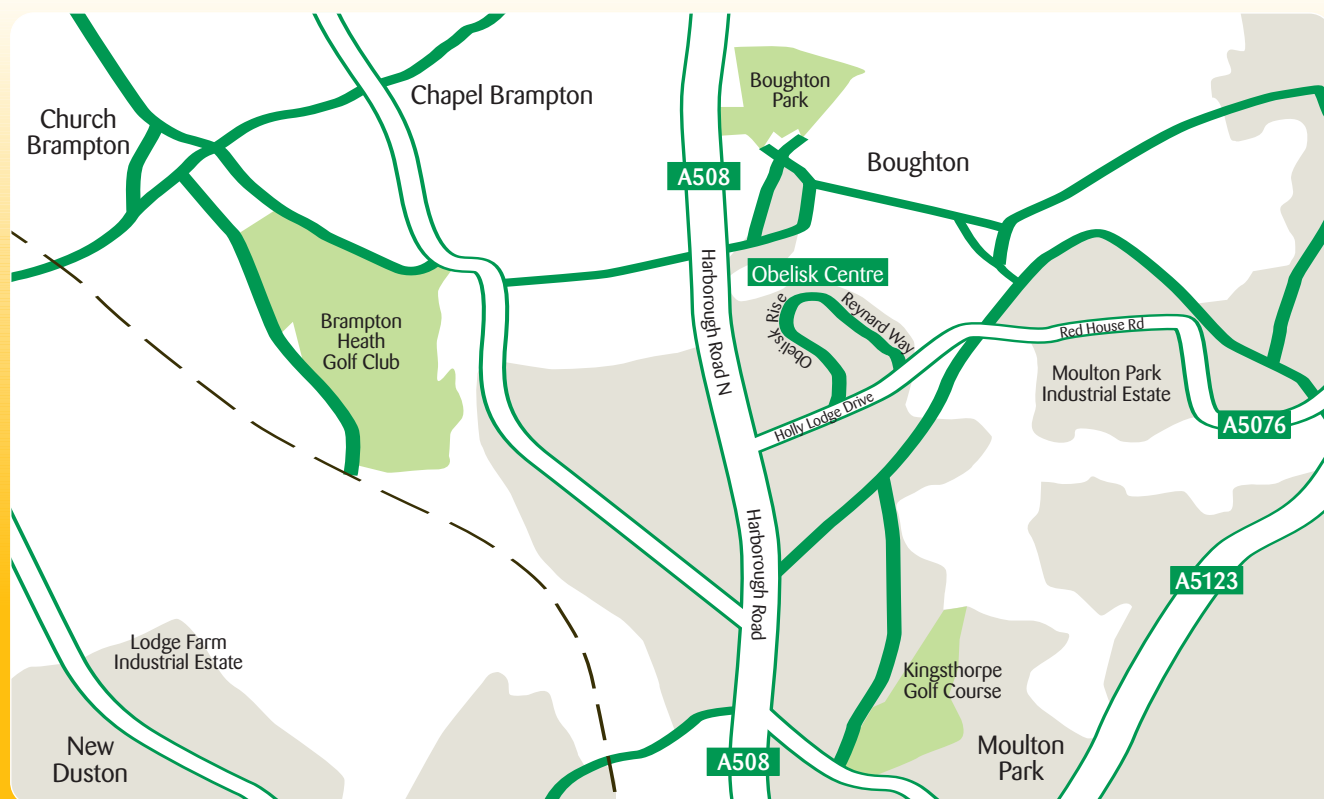 Chapel Brampton
Church
Brampton
Boughton
Park
Boughton
A508
Harborough Road N
Obelisk Centre
Obelisk Rise
Reynard Way
Brampton
Heath
Golf Club
Red House Rd
Moulton Park
Industrial Estate
Holly Lodge Drive
A5076
Harborough Road
A5123
Lodge Farm
Industrial Estate
Kingsthorpe
Golf Course
New
Duston
A508
Moulton
Park